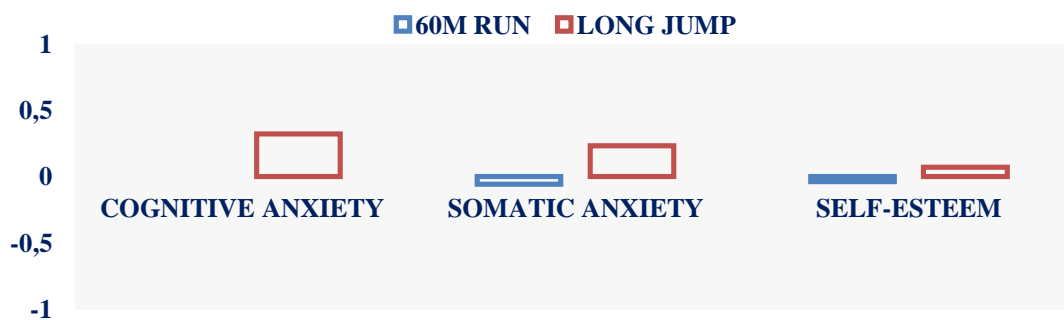 60M RUN LONG JUMP
1
0,5
0
COGNITIVE ANXIETY SOMATIC ANXIETY SELF-ESTEEM
-0,5
-1